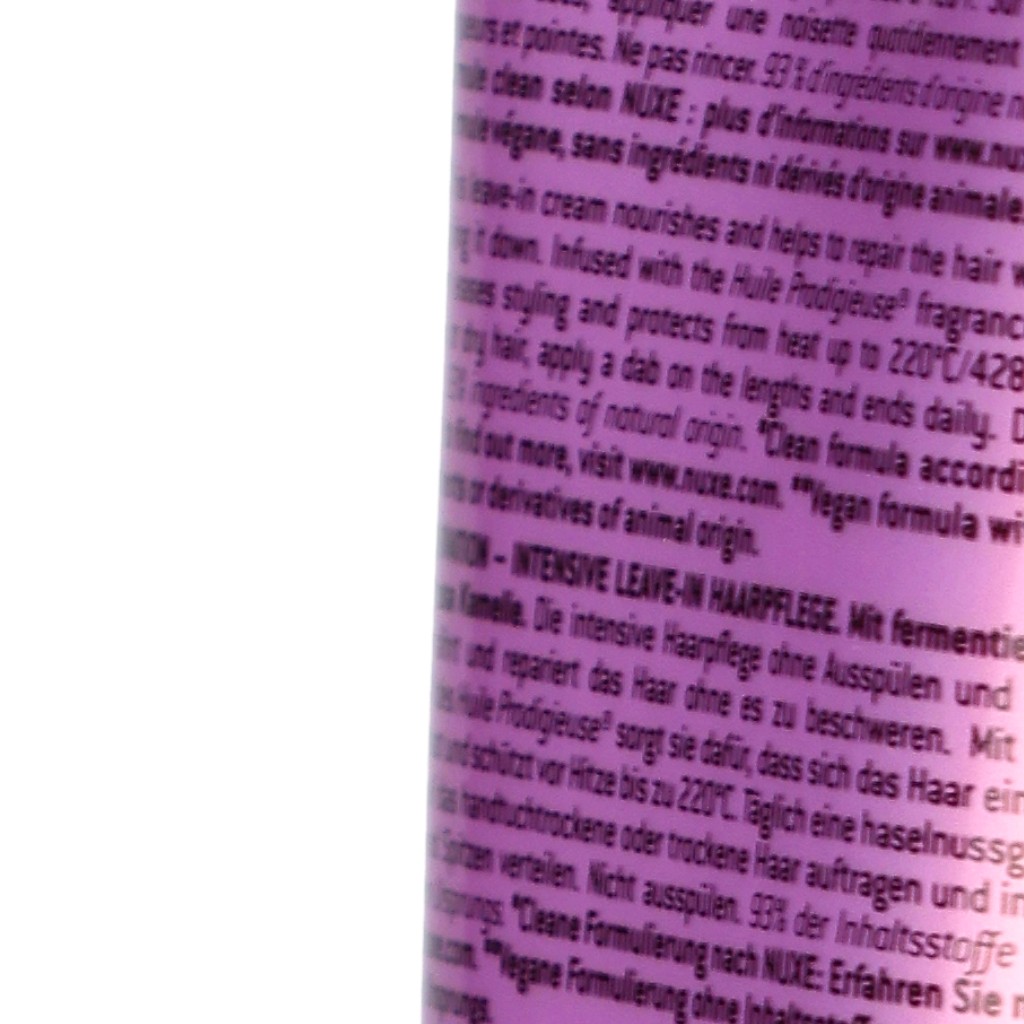 appliquer une noisette quotidiennement
et pointes. Ne pas rincer. 93 % d'ingrédients d'origine
clean selon NUXE : plus d'informations sur www.nux
végane, sans ingrédients ni dérivés d'origine animale.
leave-in cream nourishes and helps to repair the hair w
it down. Infused with the Huile Prodigieuse® fragranc
styling and protects from heat up to 220°C/428
dry hair, apply a dab on the lengths and ends daily. D
ingredients of natural origin. *Clean formula accordi
find out more, visit www.nuxe.com. **Vegan formula wi
or derivatives of animal origin.
– INTENSIVE LEAVE-IN HAARPFLEGE. Mit fermentie
Kamelie. Die intensive Haarpflege ohne Ausspülen und
und repariert das Haar ohne es zu beschweren. Mit
Huile Prodigieuse® sorgt sie dafür, dass sich das Haar ein
und schützt vor Hitze bis zu 220°C. Täglich eine haselnussg
handtuchtrockene oder trockene Haar auftragen und in
Spitzen verteilen. Nicht ausspülen. 93% der Inhaltsstoffe
*Cleane Formulierung nach NUXE: Erfahren Sie
**Vegane Formulierung ohne Inhaltsstoffe